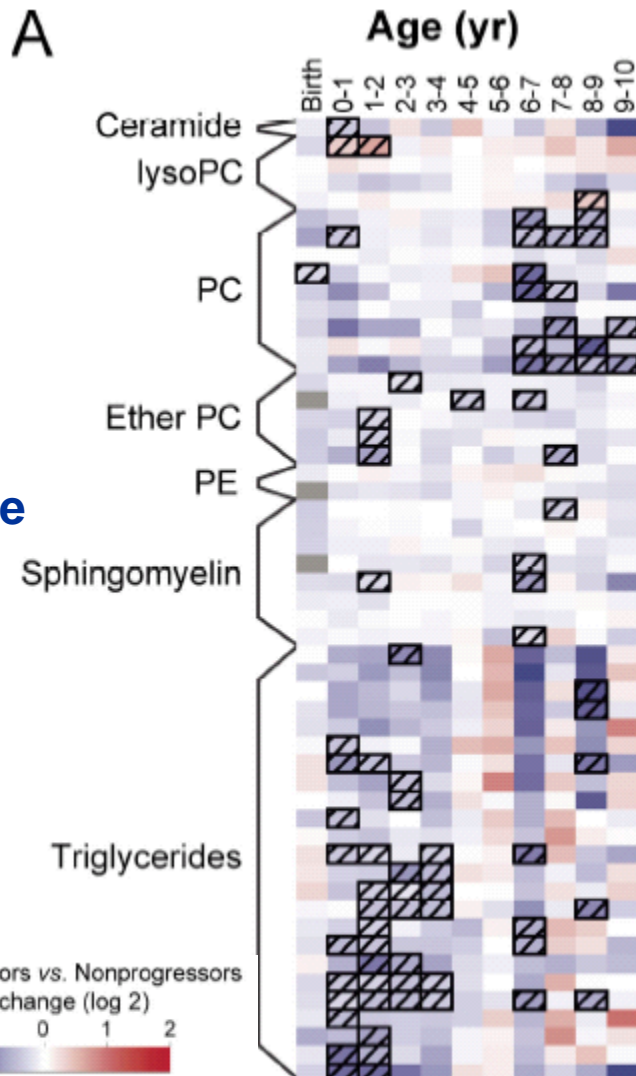 A
Age (yr)
Birth 0-1 1-2 2-3 3-4 4-5 5-6 6-7 7-8 8-9 9-10
Ceramide
lysoPC
PC
Ether PC
PE
e
Sphingomyelin
Triglycerides
ors vs. Nonprogressors
change (log 2)
0 1 2